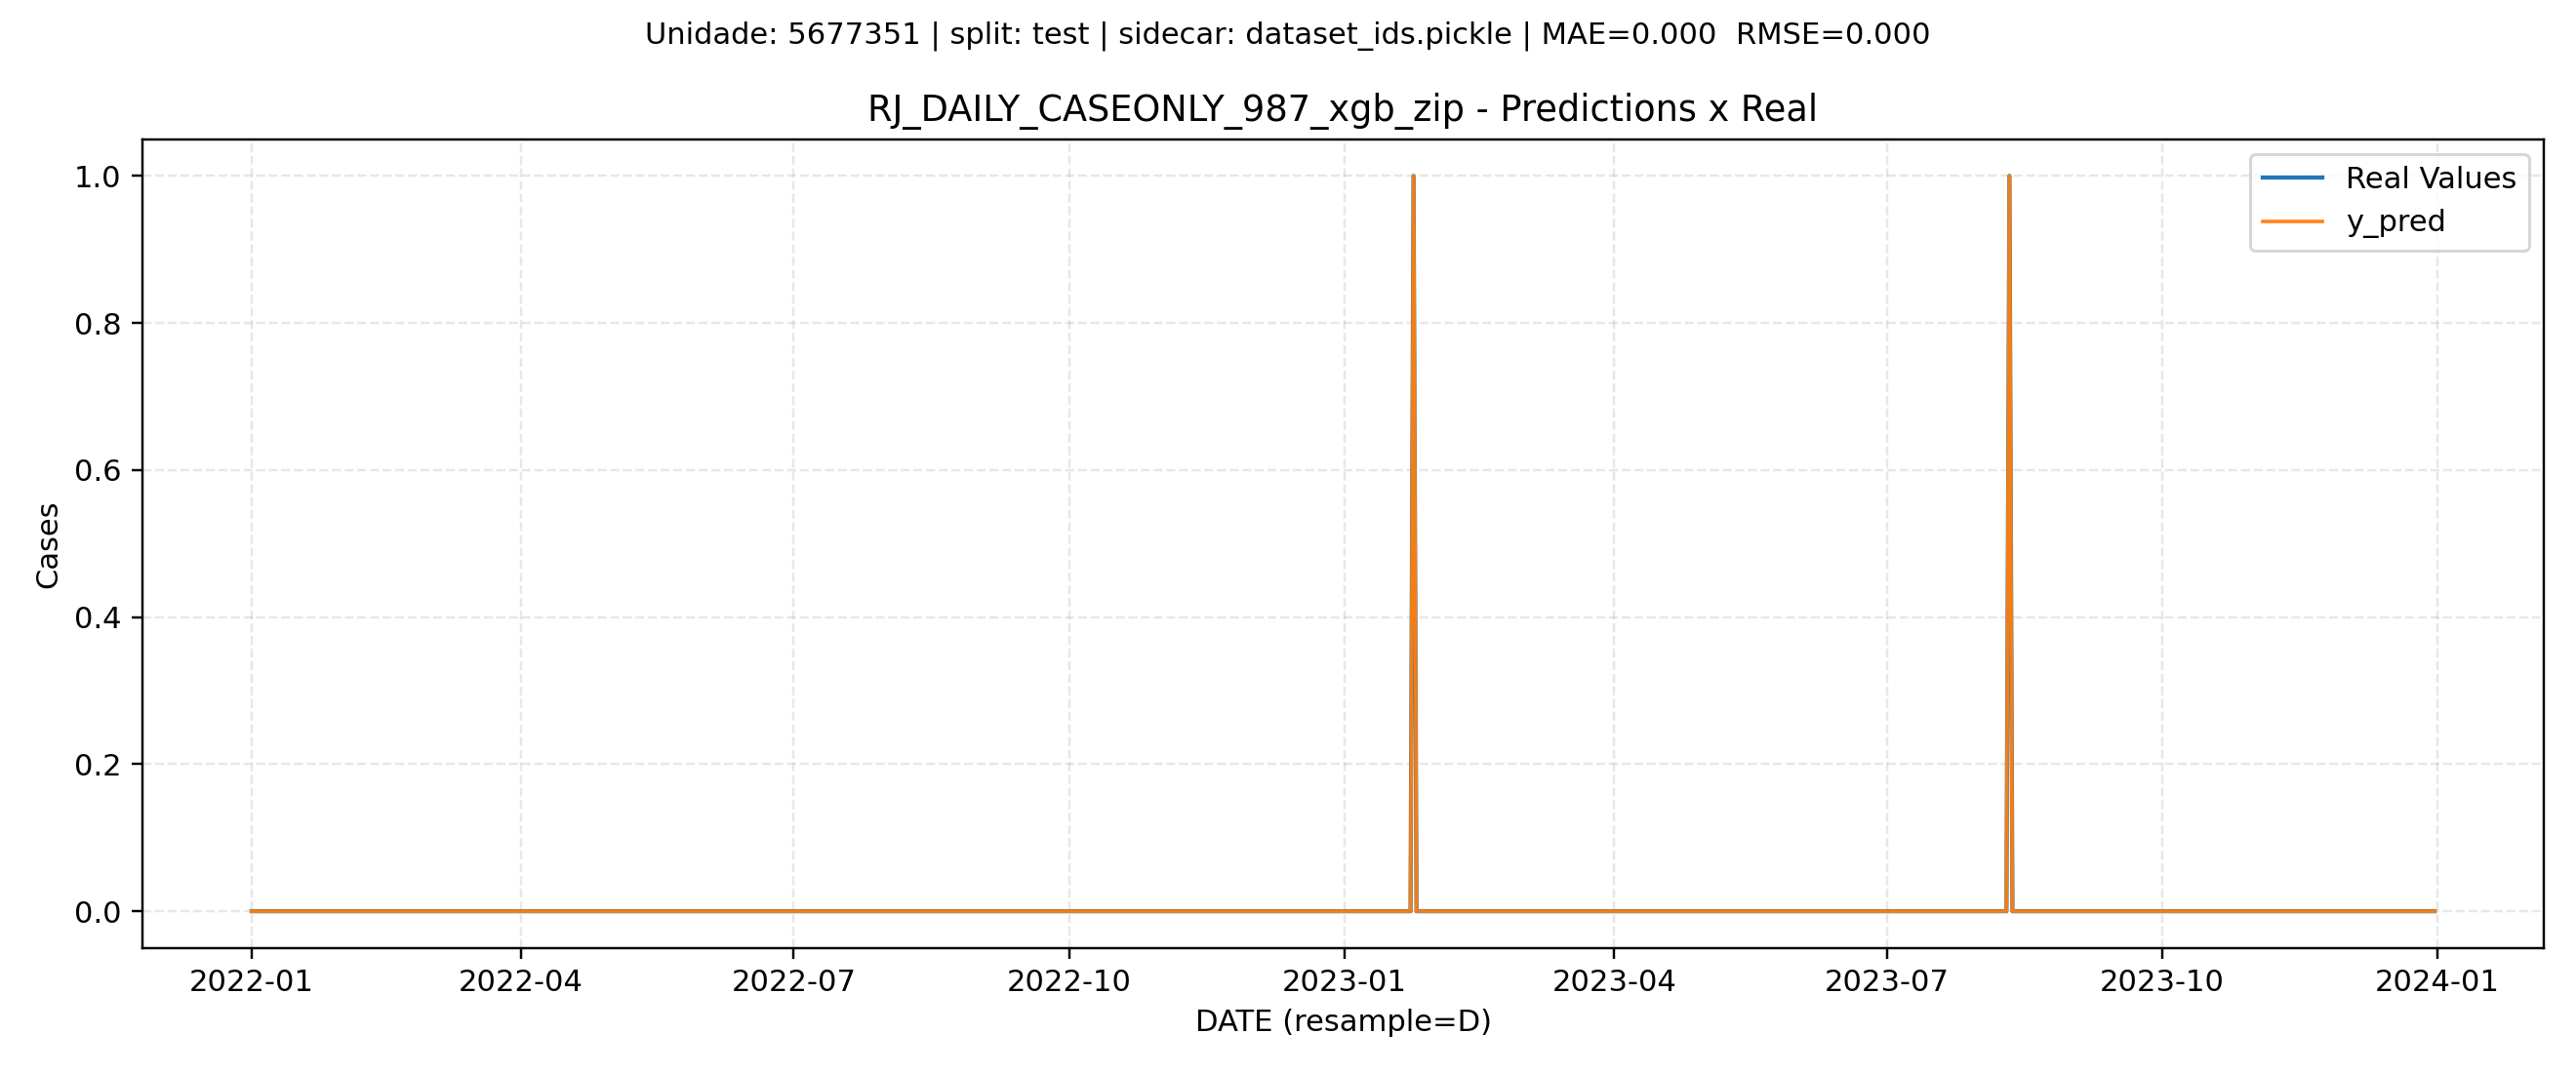 Unidade: 5677351 | split: test | sidecar: dataset_ids.pickle | MAE=0.000  RMSE=0.000
RJ_DAILY_CASEONLY_987_xgb_zip - Predictions x Real
Real Values
y_pred
1.0
0.8
0.6
0.4
0.2
0.0
Cases
2022-01 2022-04 2022-07 2022-10 2023-01 2023-04 2023-07 2023-10 2024-01
DATE (resample=D)